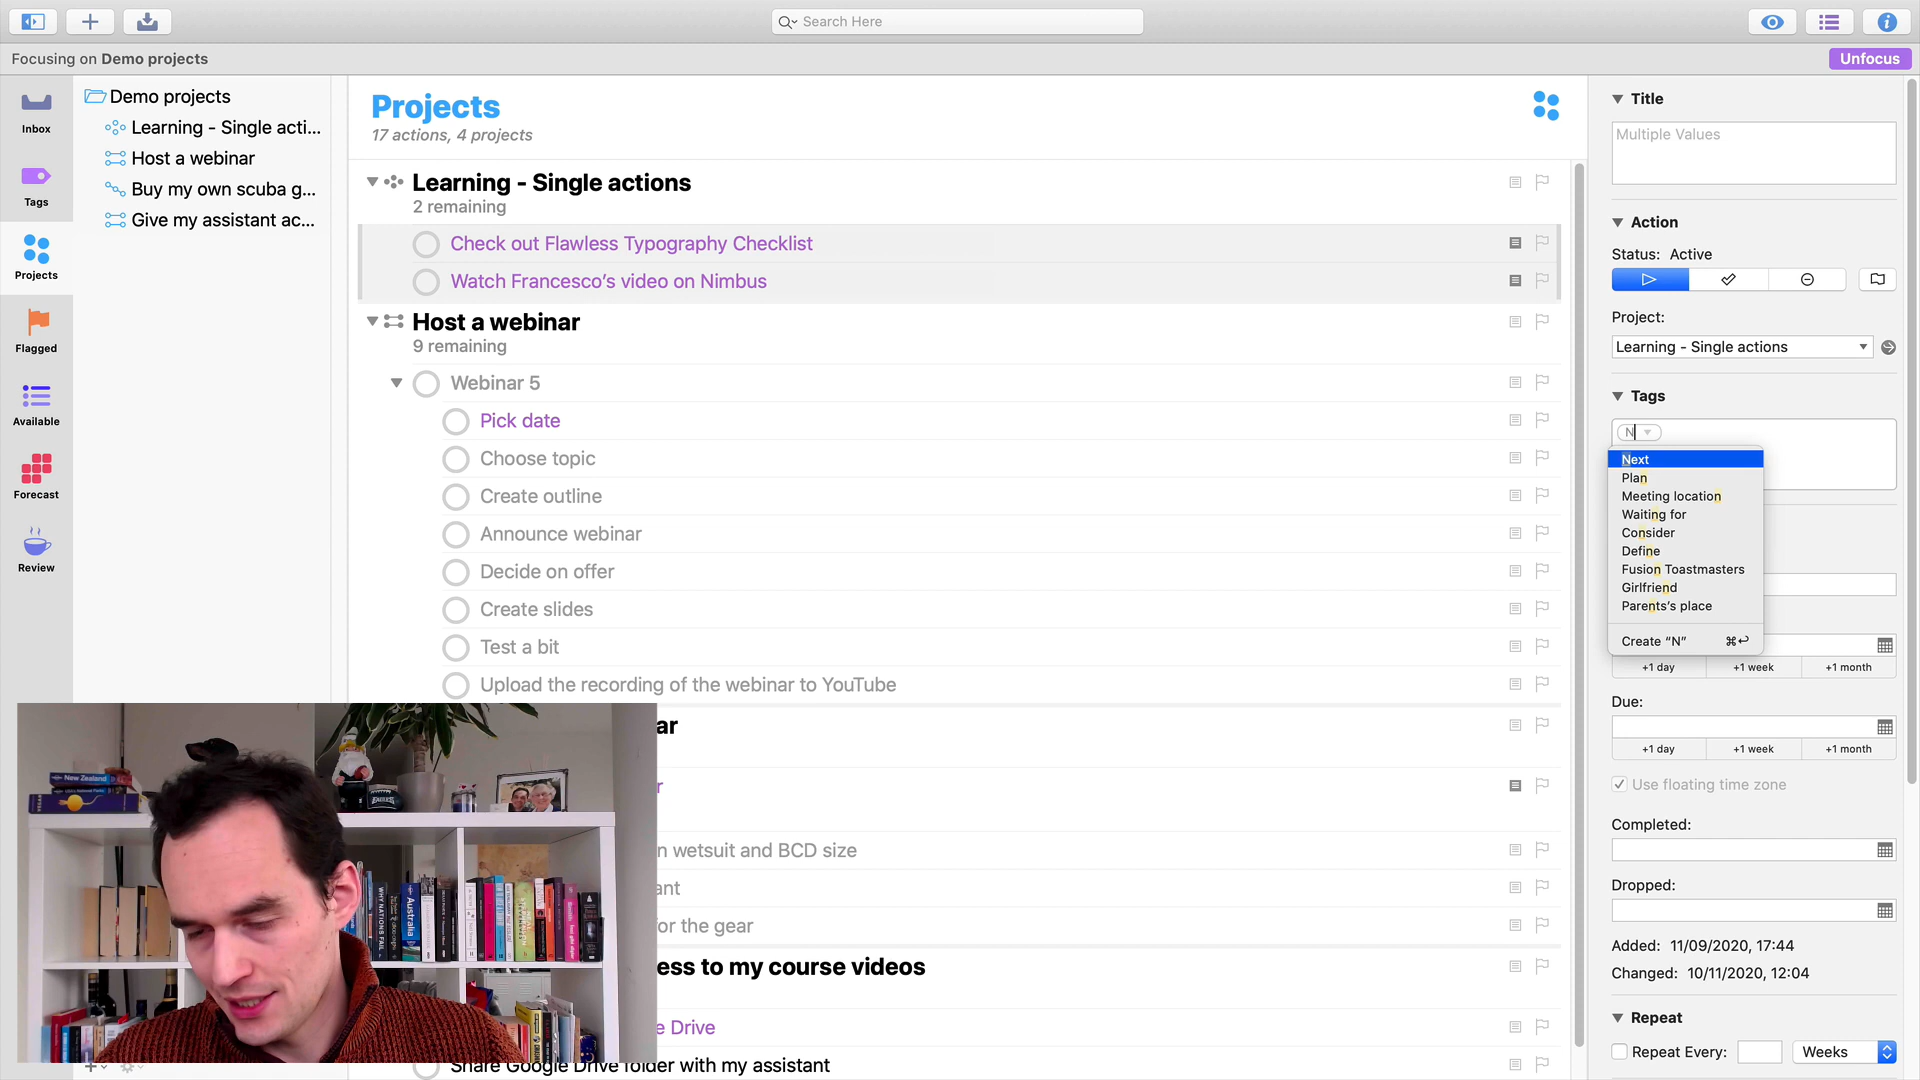 Search Here
Focusing on Demo projects
Unfocus
Inbox
Tags
Projects
Flagged
Available
Forecast
Review
Demo projects
Learning - Single acti...
Host a webinar
Buy my own scuba g...
Give my assistant ac...
Projects
17 actions, 4 projects
Learning - Single actions
2 remaining
Check out Flawless Typography Checklist
Watch Francesco’s video on Nimbus
Host a webinar
9 remaining
Webinar 5
Pick date
Choose topic
Create outline
Announce webinar
Decide on offer
Create slides
Test a bit
Upload the recording of the webinar to YouTube
ar
r
n wetsuit and BCD size
ant
for the gear
ess to my course videos
e Drive
Share Google Drive folder with my assistant
New Zealand
EAGLES
WHY NATIONS FAIL
Australia
Title
Multiple Values
Action
Status: Active
Project:
Learning - Single actions
Tags
N
Next
Plan
Meeting location
Waiting for
Consider
Define
Fusion Toastmasters
Girlfriend
Parents’s place
Create “N” ⌘↩
+1 day +1 week +1 month
Due:
+1 day +1 week +1 month
Use floating time zone
Completed:
Dropped:
Added: 11/09/2020, 17:44
Changed: 10/11/2020, 12:04
Repeat
Repeat Every: Weeks